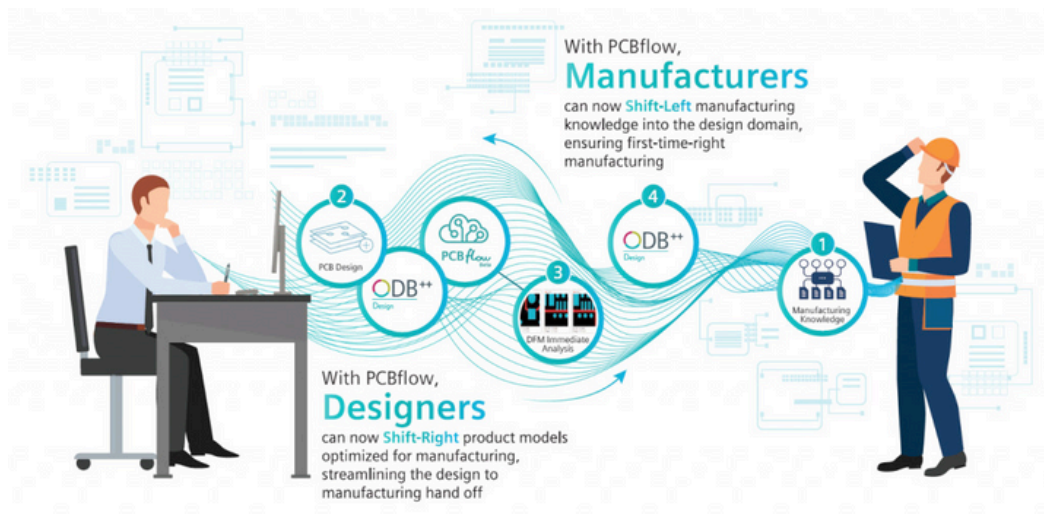 With PCBflow,
Manufacturers
can now Shift-Left manufacturing
knowledge into the design domain,
ensuring first-time-right
manufacturing
2
PCB Design
ODB++
Design
PCBflow
Beta
3
DFM Immediate
Analysis
4
ODB++
Design
1
Manufacturing
Knowledge
With PCBflow,
Designers
can now Shift-Right product models
optimized for manufacturing,
streamlining the design to
manufacturing hand off